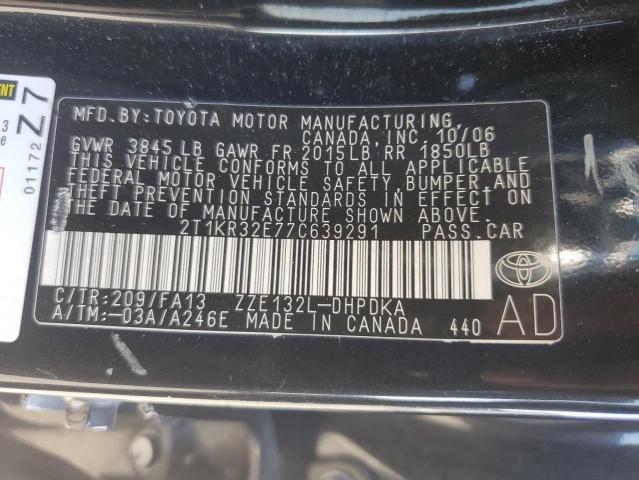 MFD. BY: TOYOTA MOTOR MANUFACTURING,
CANADA, INC. 10/06
GVWR 3845 LB GAWR FR 2015LB RR 1850LB
THIS VEHICLE CONFORMS TO ALL APPLICABLE
FEDERAL MOTOR VEHICLE SAFETY, BUMPER, AND
THEFT PREVENTION STANDARDS IN EFFECT ON
THE DATE OF MANUFACTURE SHOWN ABOVE.
2T1KR32E77C639291 PASS.CAR
C/TR:209/FA13 ZZE132L-DHPDKA
A/TM:-03A/A246E MADE IN CANADA 440
AD
Z 7
01172
3